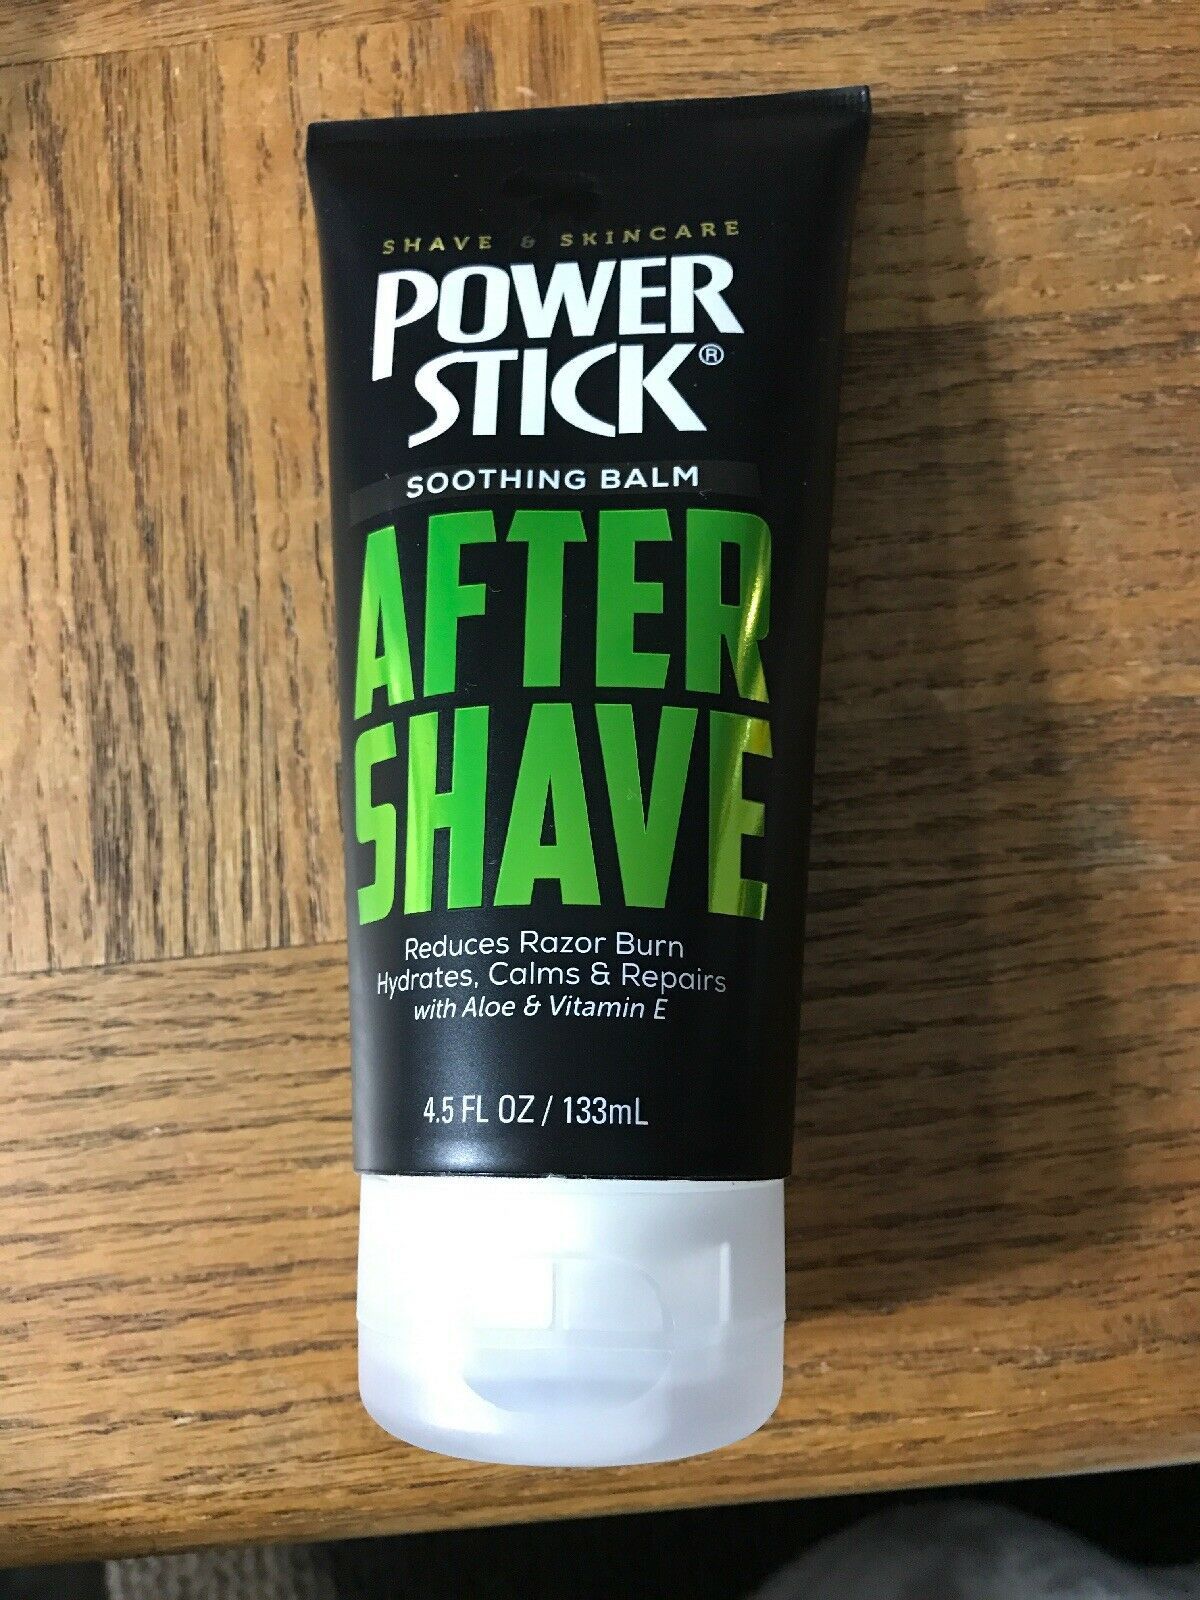 SHAVE & SKINCARE
POWER
STICK®
SOOTHING BALM
AFTER
SHAVE
Reduces Razor Burn
Hydrates, Calms & Repairs
with Aloe & Vitamin E
4.5 FL OZ / 133mL